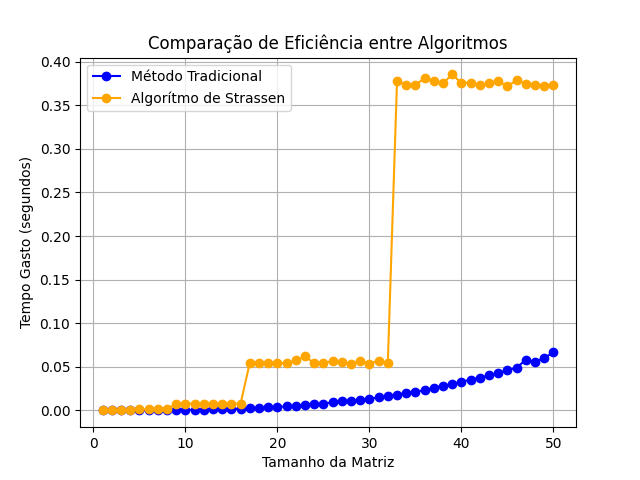 Comparação de Eficiência entre Algoritmos
Método Tradicional
Algorítmo de Strassen
Tempo Gasto (segundos)
0.40
0.35
0.30
0.25
0.20
0.15
0.10
0.05
0.00
0 10 20 30 40 50
Tamanho da Matriz